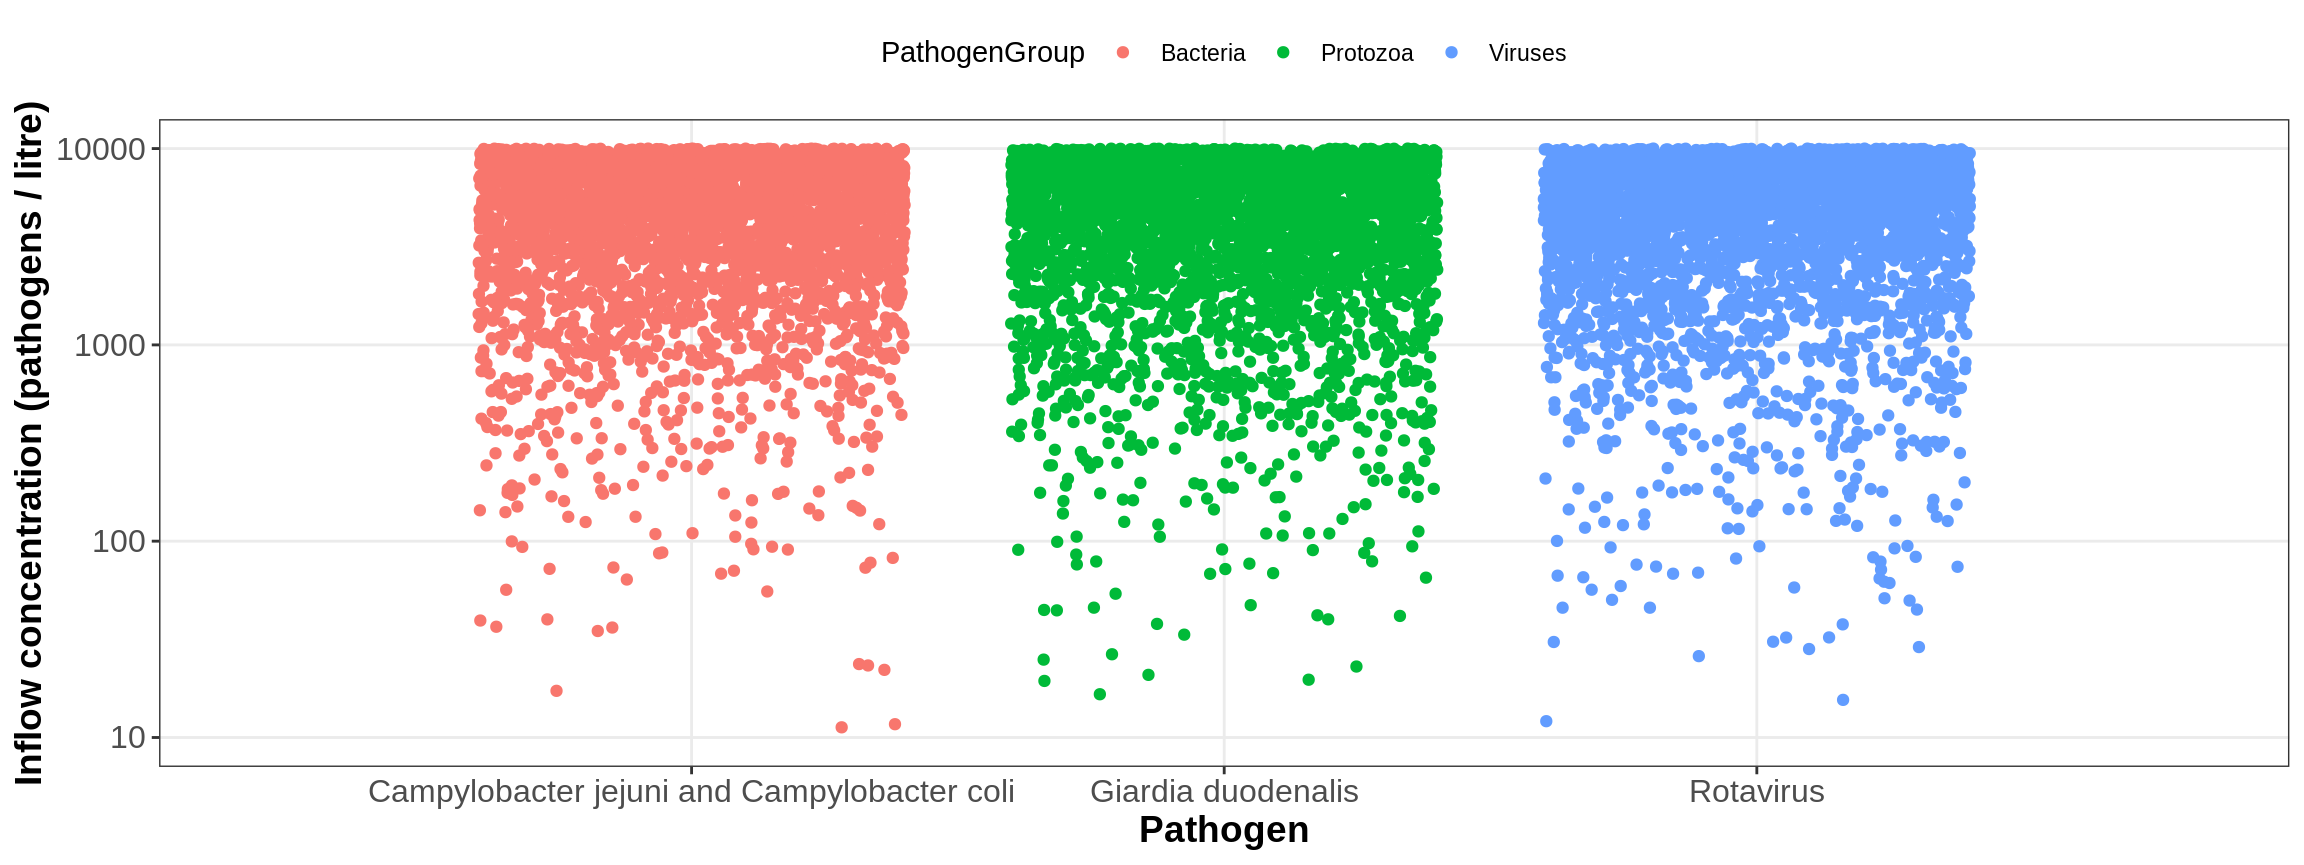 PathogenGroup Bacteria Protozoa Viruses
Inflow concentration (pathogens / litre)
10000
1000
100
10
Campylobacter jejuni and Campylobacter coli Giardia duodenalis Rotavirus
Pathogen